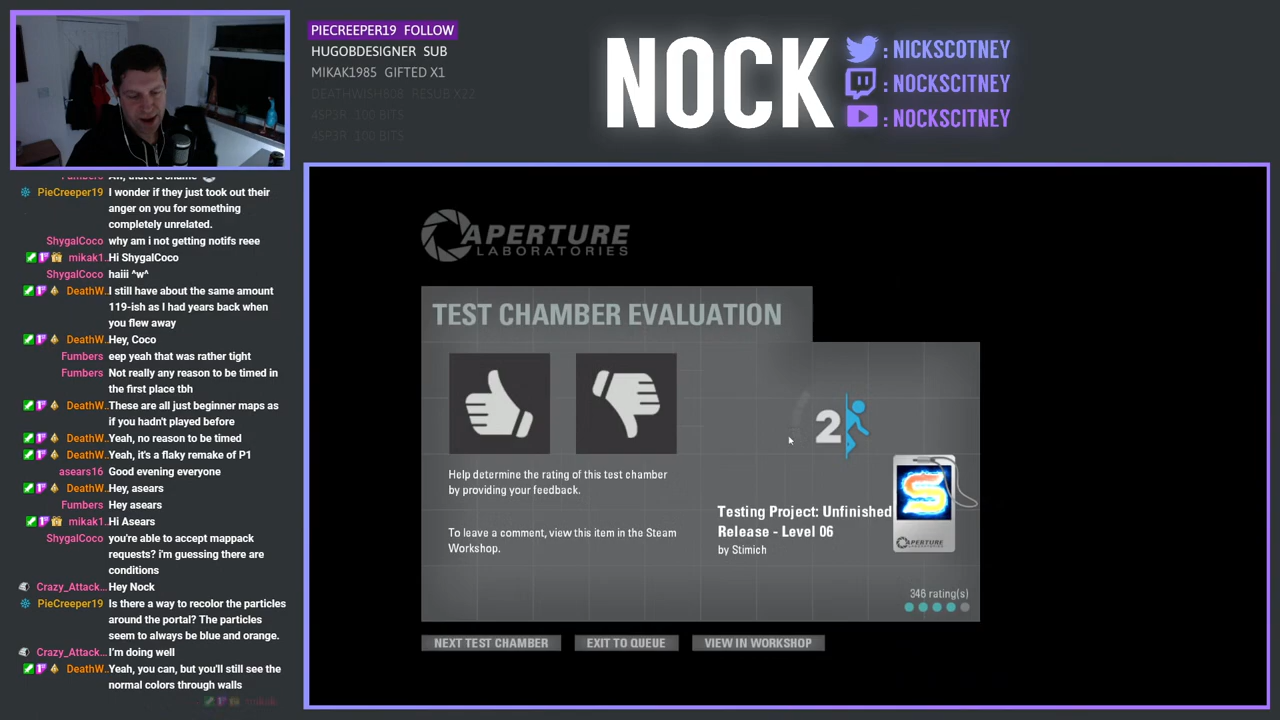 PIECREEPER19 FOLLOW
HUGOBDESIGNER SUB
MIKAK1985 GIFTED X1
DEATHWISH808 RESUB X22
4SP3R 100 BITS
4SP3R 100 BITS
NOCK
: NICKSCOTNEY
: NOCKSCITNEY
: NOCKSCITNEY
PieCreeper19 I wonder if they just took out their
anger on you for something
completely unrelated.
ShygalCoco why am i not getting notifs reee
mikak1.. Hi ShygalCoco
ShygalCoco haiii ^w^
DeathW.. I still have about the same amount
119-ish as I had years back when
you flew away
DeathW.. Hey, Coco
Fumbers eep yeah that was rather tight
Fumbers Not really any reason to be timed in
the first place tbh
DeathW.. These are all just beginner maps as
if you hadn't played before
DeathW.. Yeah, no reason to be timed
DeathW.. Yeah, it's a flaky remake of P1
asears16 Good evening everyone
DeathW.. Hey, asears
Fumbers Hey asears
mikak1.. Hi Asears
ShygalCoco you're able to accept mappack
requests? i'm guessing there are
conditions
Crazy_Attack... Hey Nock
PieCreeper19 Is there a way to recolor the particles
around the portal? The particles
seem to always be blue and orange.
Crazy_Attack... I'm doing well
DeathW.. Yeah, you can, but you'll still see the
normal colors through walls
APERTURE
LABORATORIES
TEST CHAMBER EVALUATION
Help determine the rating of this test chamber
by providing your feedback.
To leave a comment, view this item in the Steam
Workshop.
2
Testing Project: Unfinished
Release - Level 06
by Stimich
S
APERTURE
346 rating(s)
NEXT TEST CHAMBER
EXIT TO QUEUE
VIEW IN WORKSHOP